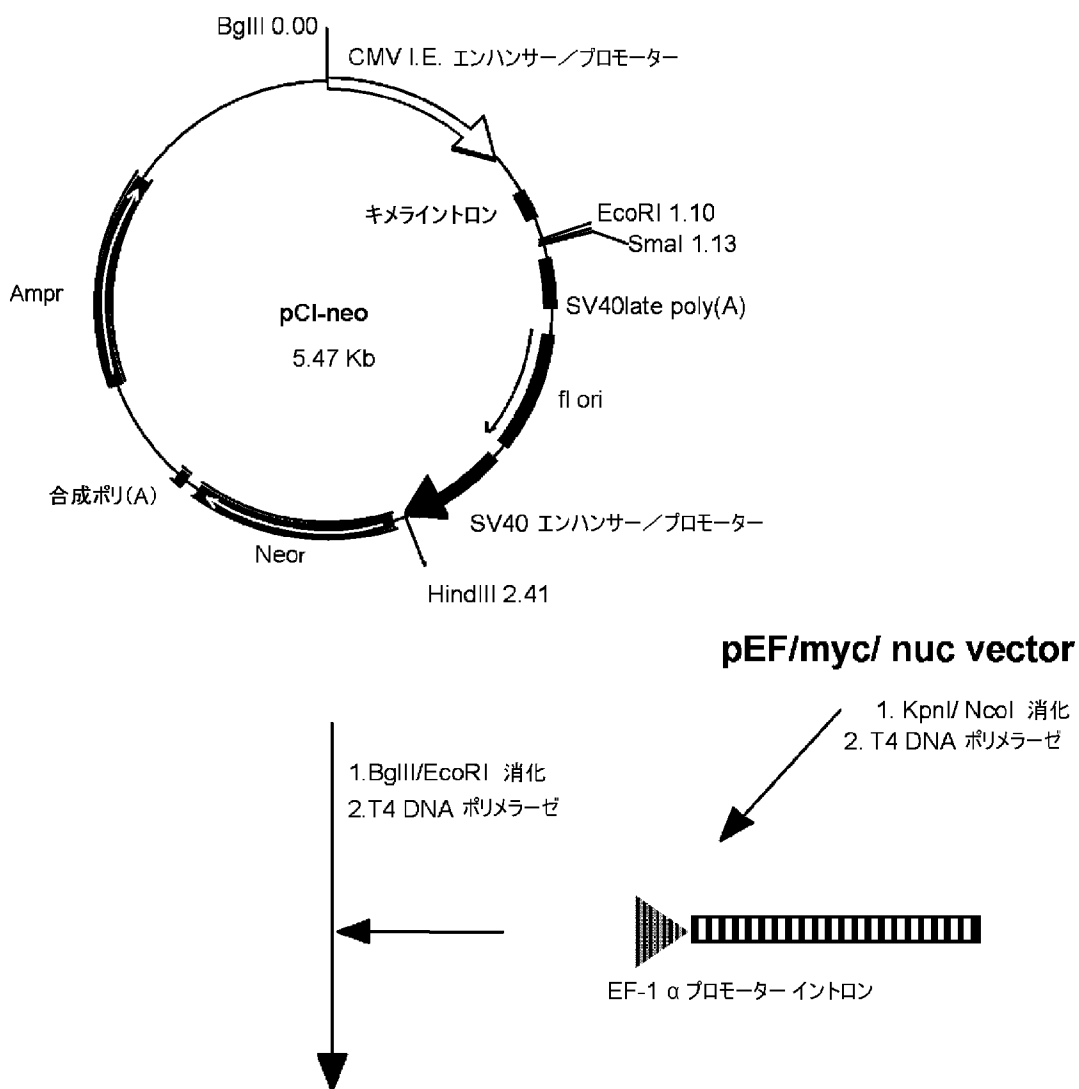 BglII 0.00
CMV I.E. エンハンサー／プロモーター
キメライントロン
EcoRI 1.10
SmaI 1.13
Ampr
pCI-neo
5.47 Kb
SV40late poly(A)
fl ori
合成ポリ(A)
SV40 エンハンサー／プロモーター
Neor
HindIII 2.41
pEF/myc/ nuc vector
1. KpnI/ NcoI 消化
2. T4 DNA ポリメラーゼ
1.BglII/EcoRI 消化
2.T4 DNA ポリメラーゼ
EF-1 α プロモーター イントロン